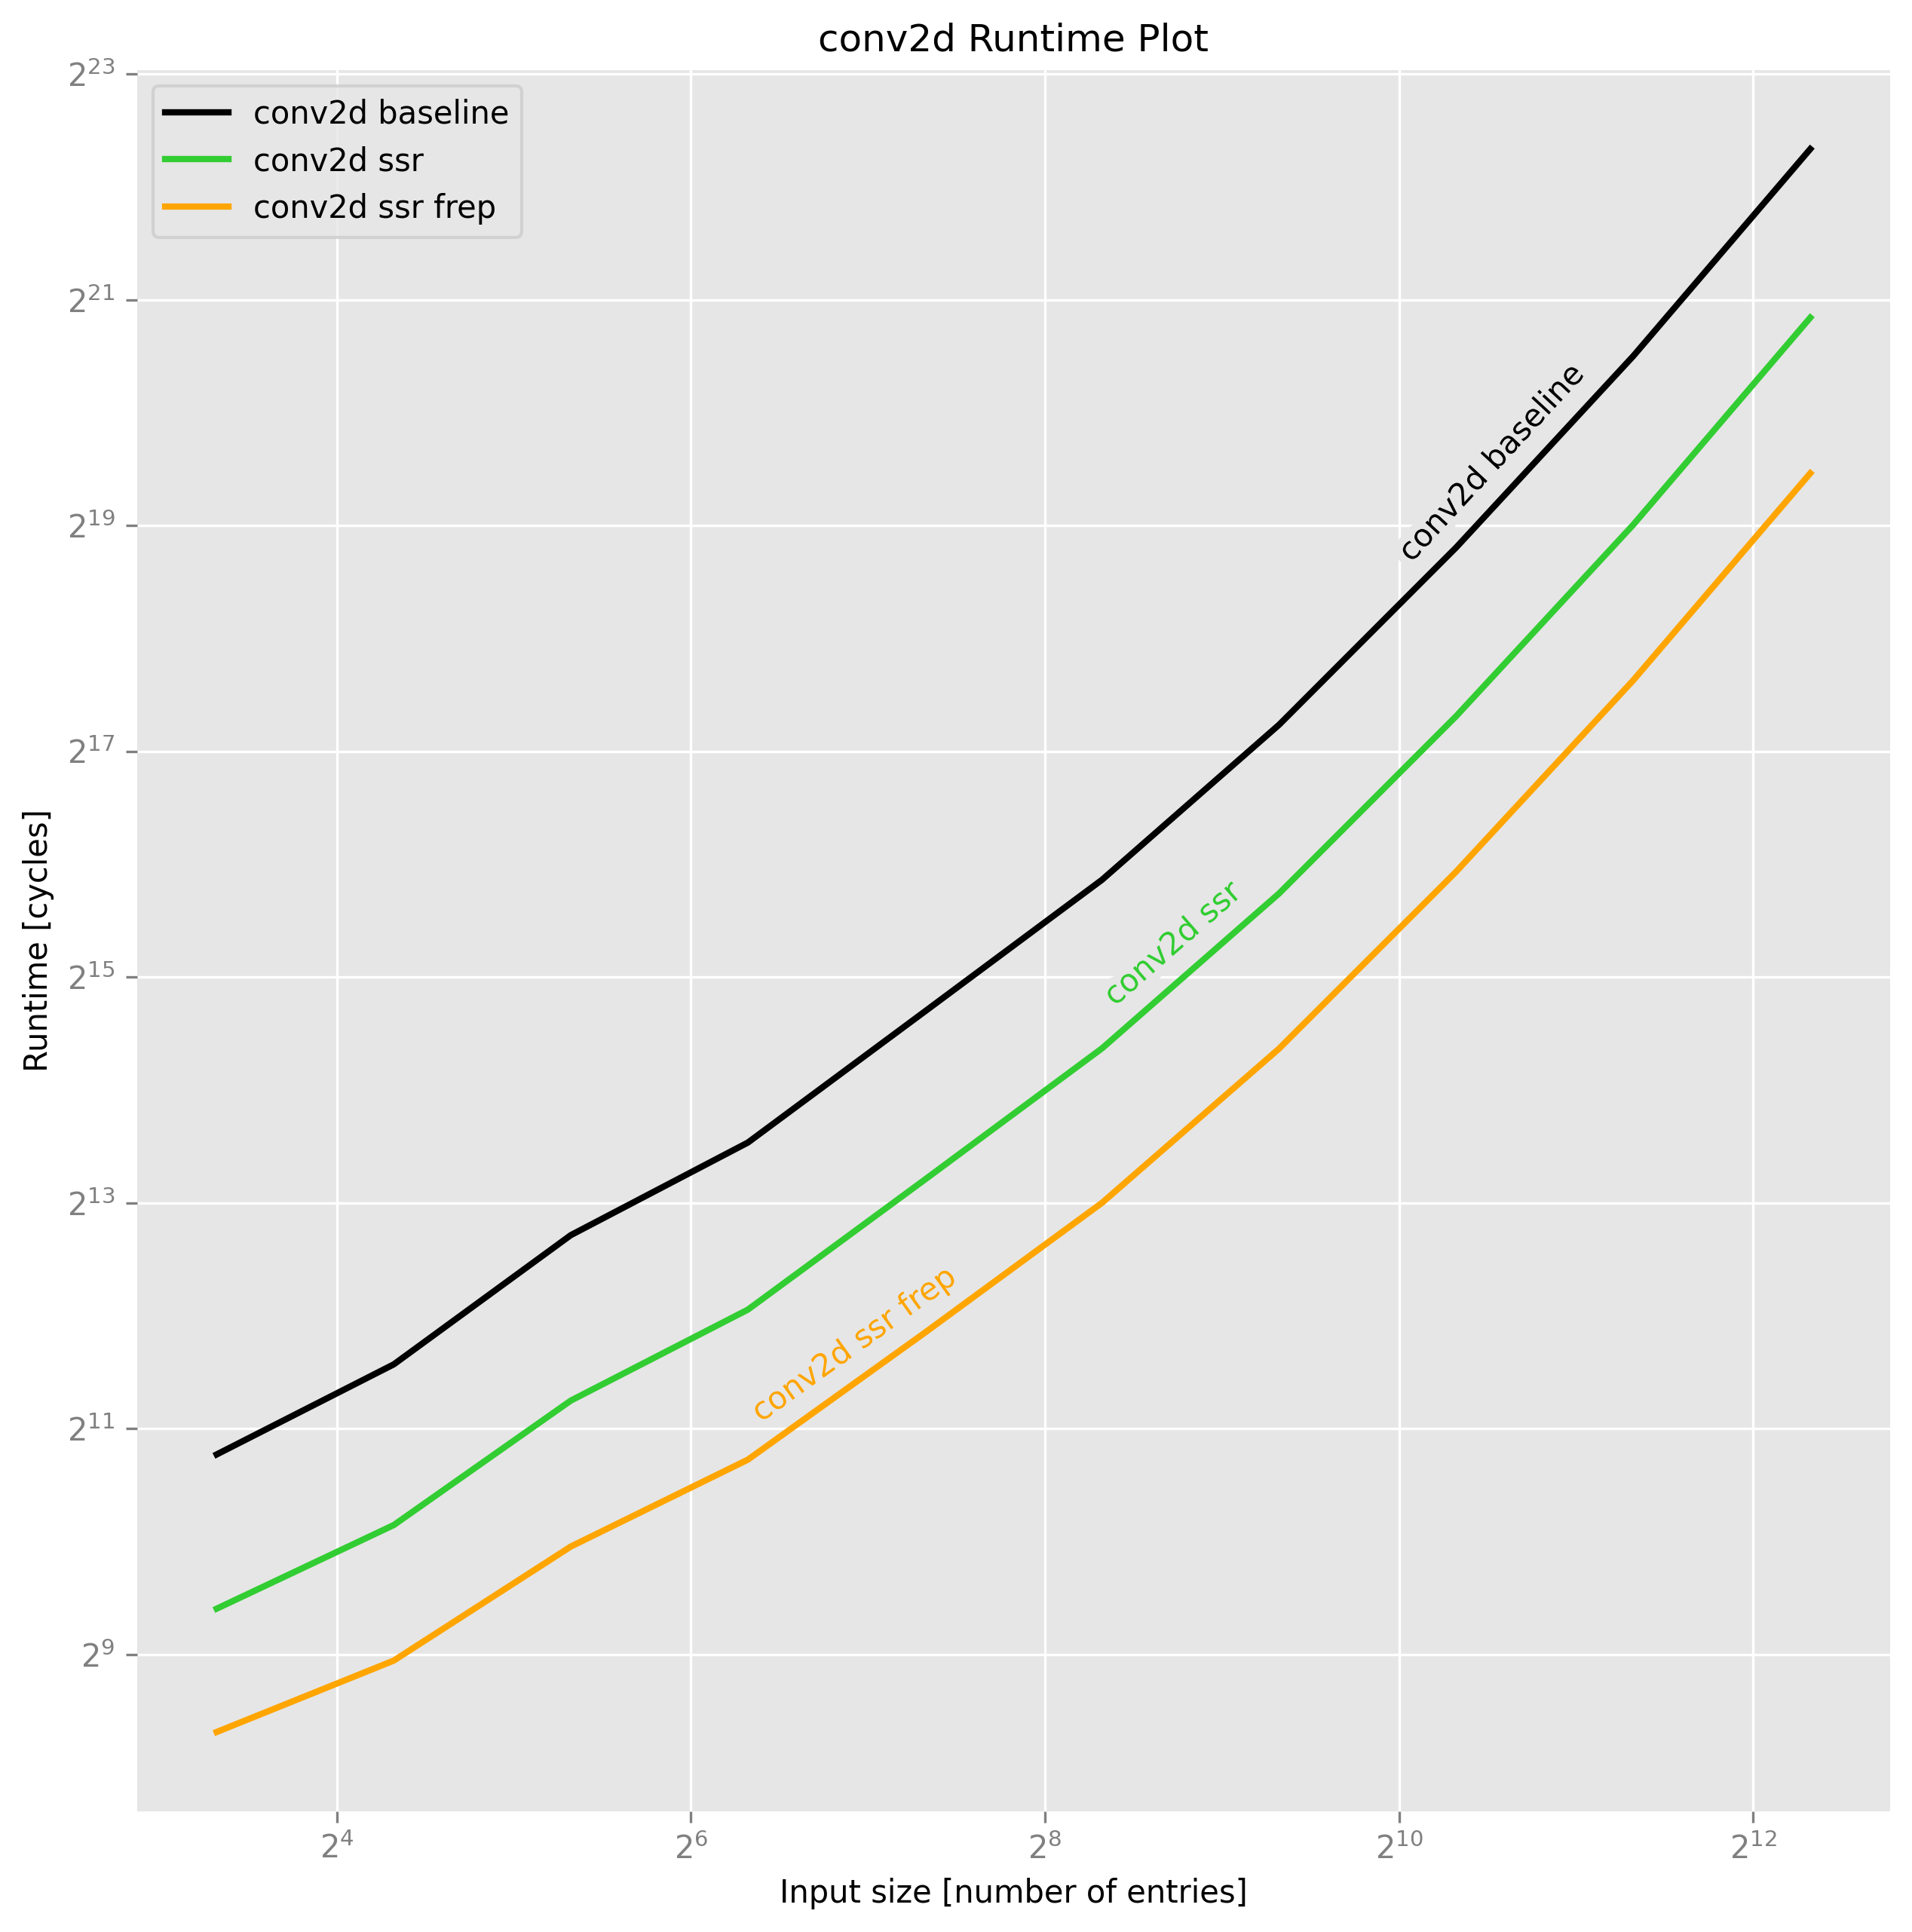 conv2d Runtime Plot
2^23
2^21
2^19
2^17
2^15
2^13
2^11
2^9
Runtime [cycles]
conv2d baseline
conv2d ssr
conv2d ssr frep
conv2d baseline
conv2d ssr
conv2d ssr frep
2^4 2^6 2^8 2^10 2^12
Input size [number of entries]